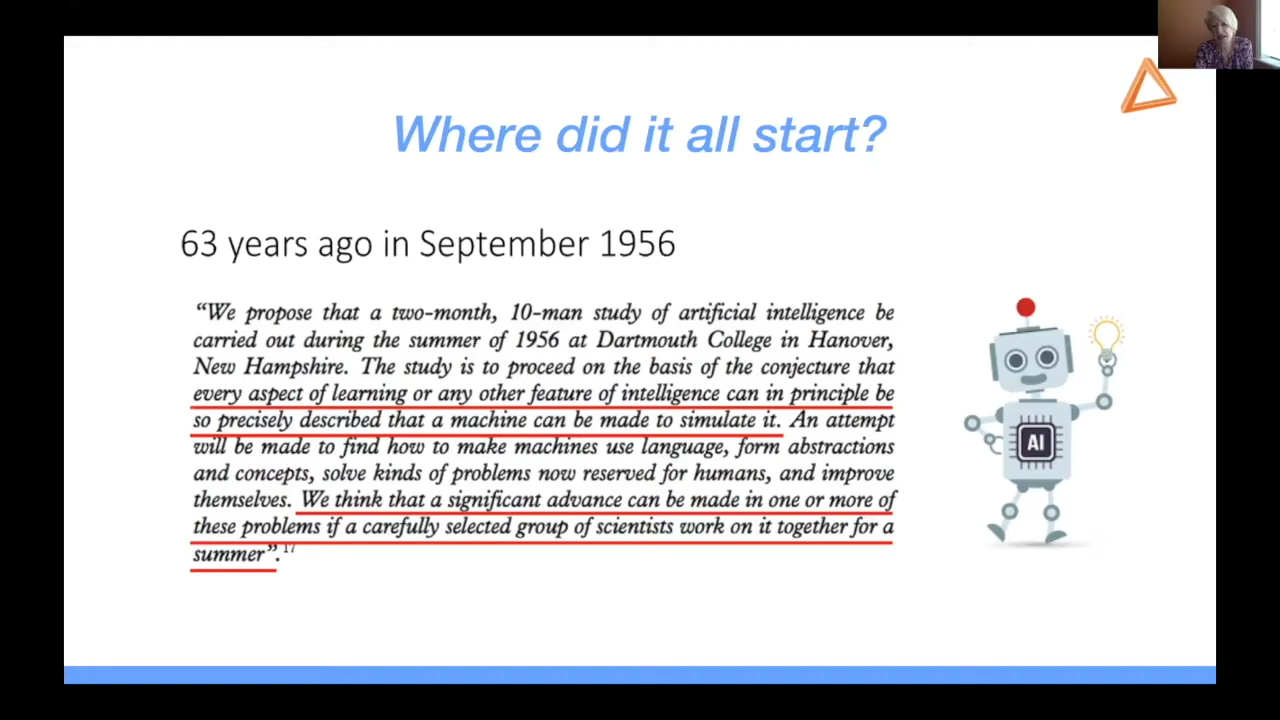 Where did it all start?
63 years ago in September 1956
“We propose that a two-month, 10-man study of artificial intelligence be
carried out during the summer of 1956 at Dartmouth College in Hanover,
New Hampshire. The study is to proceed on the basis of the conjecture that
every aspect of learning or any other feature of intelligence can in principle be
so precisely described that a machine can be made to simulate it. An attempt
will be made to find how to make machines use language, form abstractions
and concepts, solve kinds of problems now reserved for humans, and improve
themselves. We think that a significant advance can be made in one or more of
these problems if a carefully selected group of scientists work on it together for a
summer”.17
AI